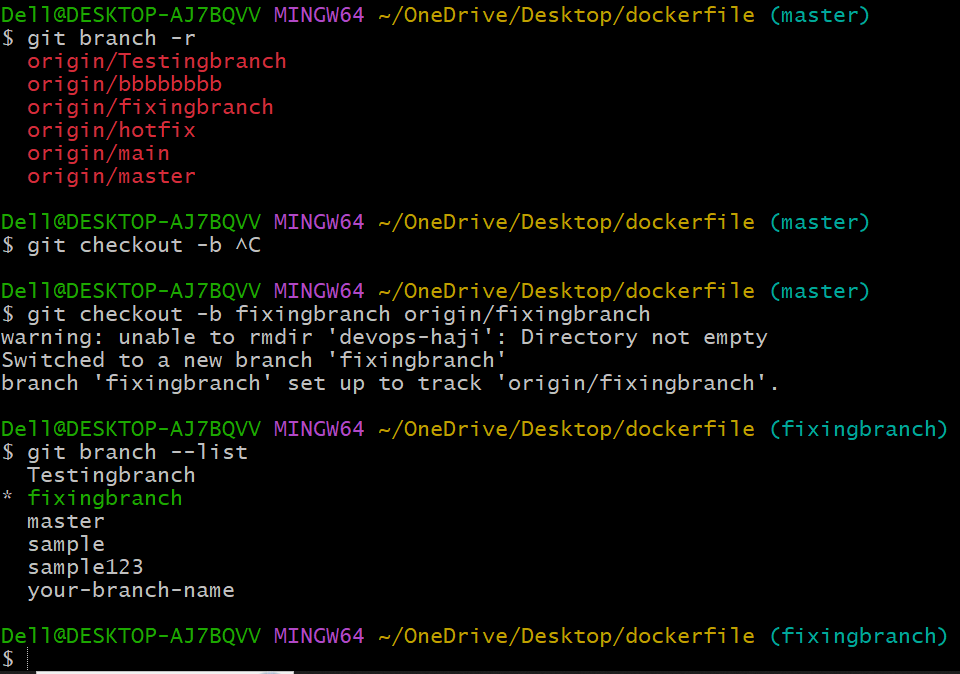 Dell@DESKTOP-AJ7BQVV MINGW64 ~/OneDrive/Desktop/dockerfile (master)
$ git branch -r
  origin/Testingbranch
  origin/bbbbbbbb
  origin/fixingbranch
  origin/hotfix
  origin/main
  origin/master

Dell@DESKTOP-AJ7BQVV MINGW64 ~/OneDrive/Desktop/dockerfile (master)
$ git checkout -b ^C

Dell@DESKTOP-AJ7BQVV MINGW64 ~/OneDrive/Desktop/dockerfile (master)
$ git checkout -b fixingbranch origin/fixingbranch
warning: unable to rmdir 'devops-haji': Directory not empty
Switched to a new branch 'fixingbranch'
branch 'fixingbranch' set up to track 'origin/fixingbranch'.

Dell@DESKTOP-AJ7BQVV MINGW64 ~/OneDrive/Desktop/dockerfile (fixingbranch)
$ git branch --list
  Testingbranch
* fixingbranch
  master
  sample
  sample123
  your-branch-name

Dell@DESKTOP-AJ7BQVV MINGW64 ~/OneDrive/Desktop/dockerfile (fixingbranch)
$